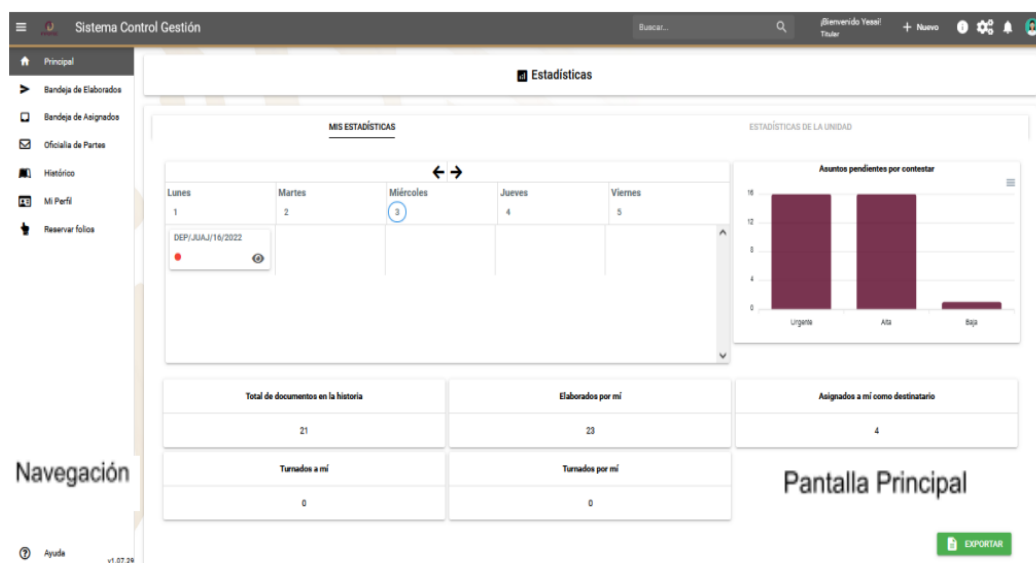 Sistema Control Gestión
Buscar...
¡Bienvenido Yessi!
Titular
+ Nuevo
Principal
Bandeja de Elaborados
Bandeja de Asignados
Oficialia de Partes
Histórico
Mi Perfil
Reservar folios
Estadísticas
MIS ESTADÍSTICAS
ESTADÍSTICAS DE LA UNIDAD
Lunes Martes Miércoles Jueves Viernes
1 2 3 4 5
DEP/JUAJ/16/2022
Asuntos pendientes por contestar
16
12
8
4
0
Urgente Alta Baja
Total de documentos en la historia
21
Elaborados por mí
23
Asignados a mí como destinatario
4
Turnados a mí
0
Turnados por mí
0
Navegación
Pantalla Principal
EXPORTAR
Ayuda
v1.07.29